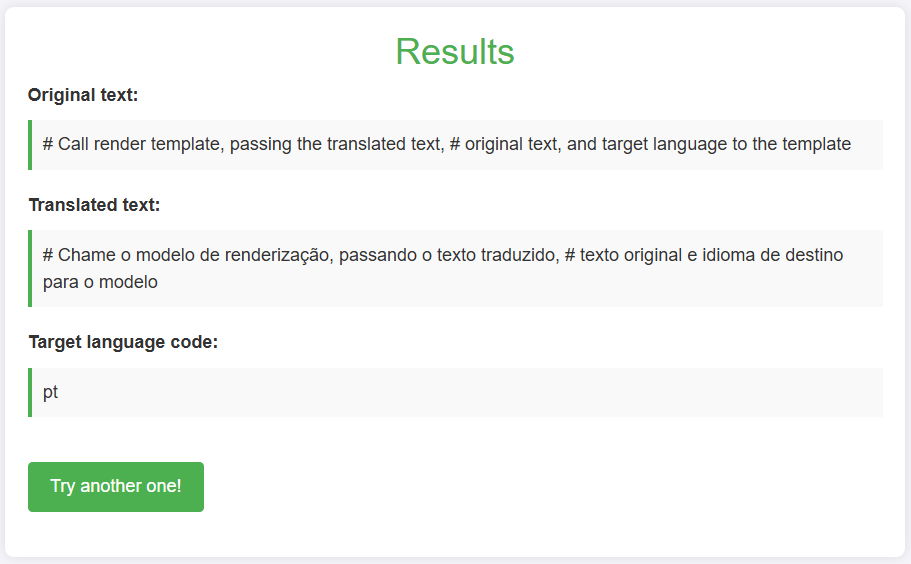 Results
Original text:
# Call render template, passing the translated text, # original text, and target language to the template
Translated text:
# Chame o modelo de renderização, passando o texto traduzido, # texto original e idioma de destino
para o modelo
Target language code:
pt
Try another one!